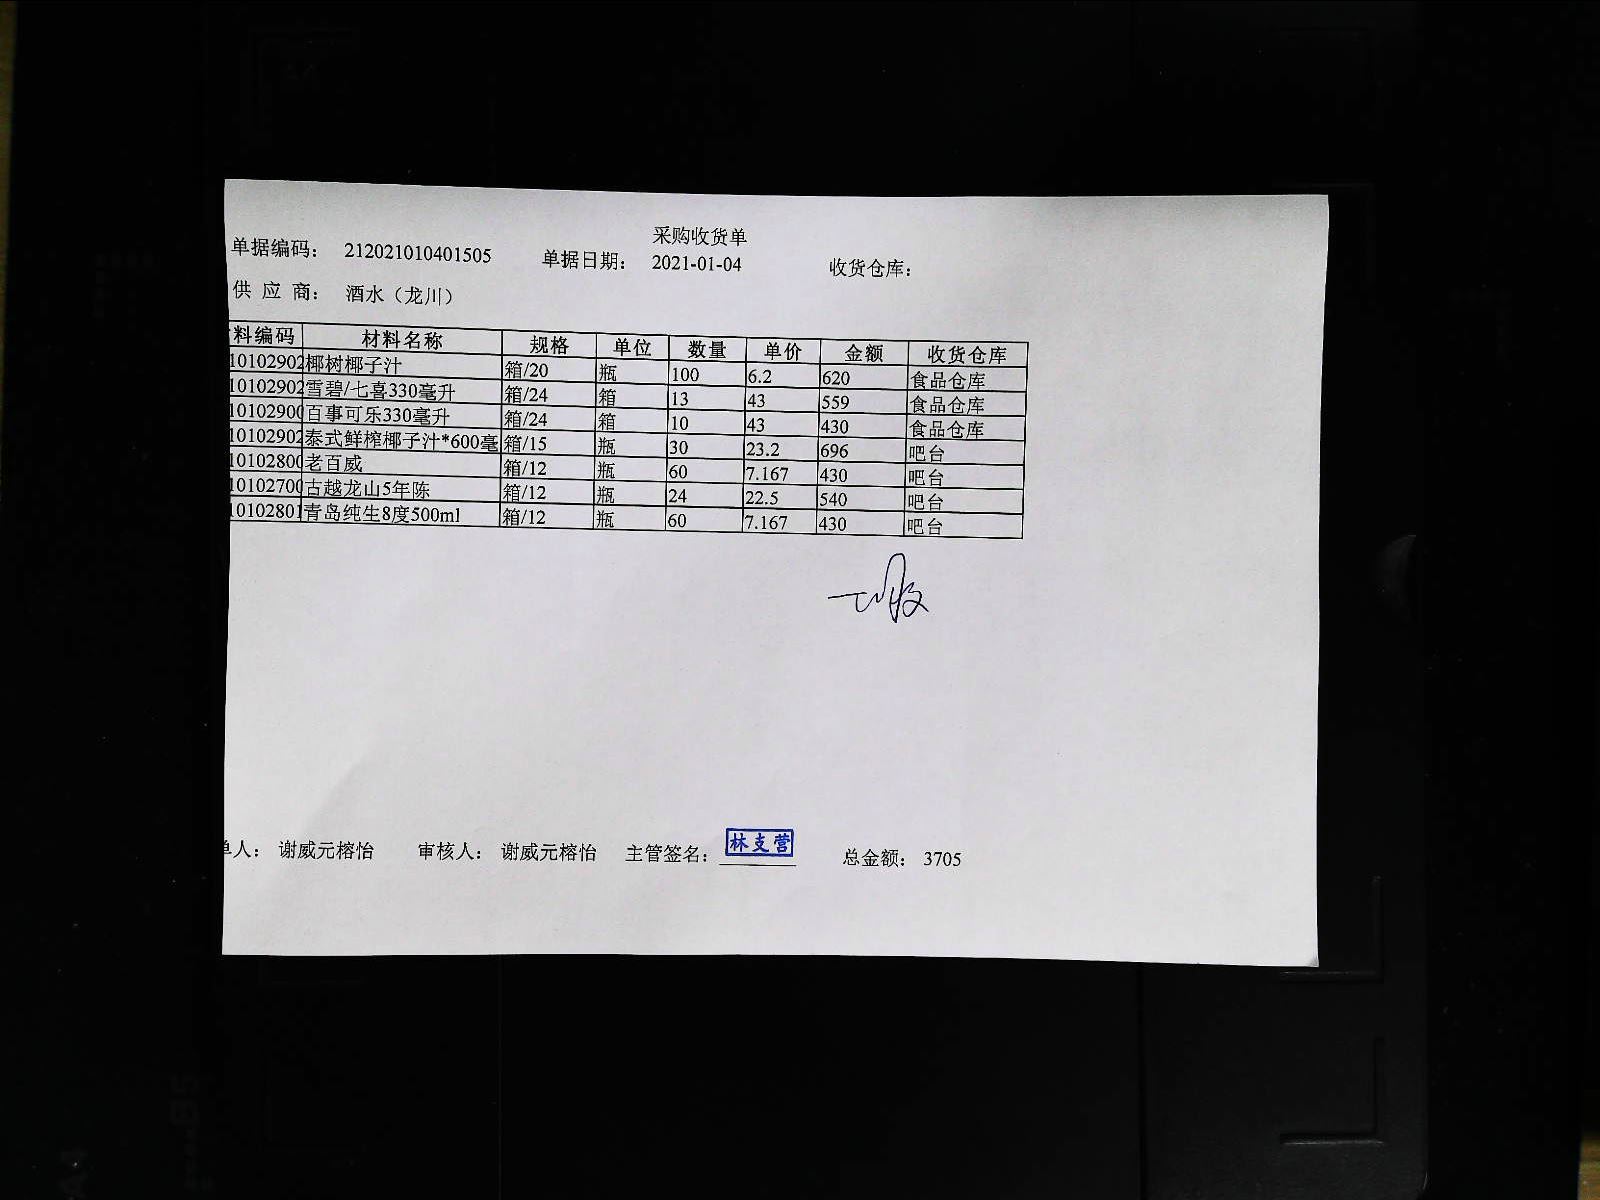 采购收货单
单据编码： 212021010401505 单据日期： 2021-01-04 收货仓库：
供 应 商： 酒水（龙川）
料编码 材料名称 规格 单位 数量 单价 金额 收货仓库
10102902 椰树椰子汁 箱/20 瓶 100 6.2 620 食品仓库
10102902 雪碧/七喜330毫升 箱/24 箱 13 43 559 食品仓库
10102900 百事可乐330毫升 箱/24 箱 10 43 430 食品仓库
10102902 泰式鲜榨椰子汁*600毫 箱/15 瓶 30 23.2 696 吧台
10102800 老百威 箱/12 瓶 60 7.167 430 吧台
10102700 古越龙山5年陈 箱/12 瓶 24 22.5 540 吧台
10102801 青岛纯生8度500ml 箱/12 瓶 60 7.167 430 吧台
单人： 谢威元榕怡 审核人： 谢威元榕怡 主管签名： 林支营 总金额： 3705